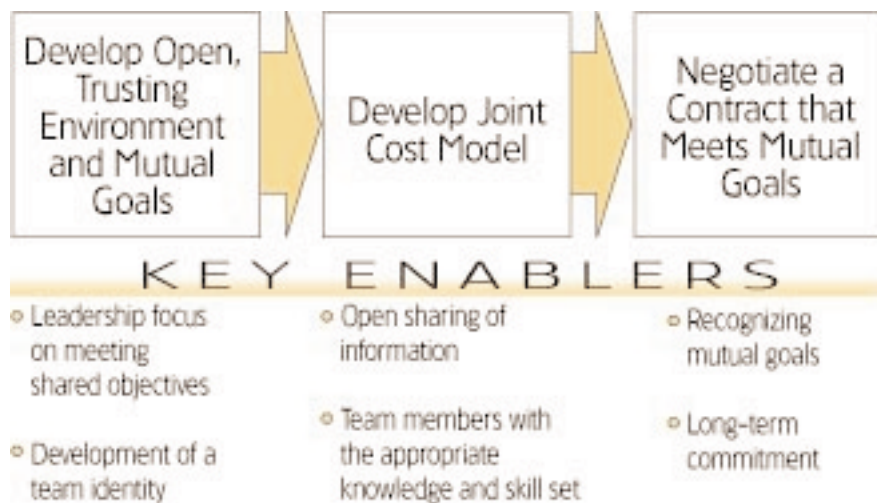 Develop Open,
Trusting
Environment
and Mutual
Goals
Develop Joint
Cost Model
Negotiate a
Contract that
Meets Mutual
Goals
KEY ENABLERS
Leadership focus
on meeting
shared objectives
Development of a
team identity
Open sharing of
information
Team members with
the appropriate
knowledge and skill set
Recognizing
mutual goals
Long-term
commitment